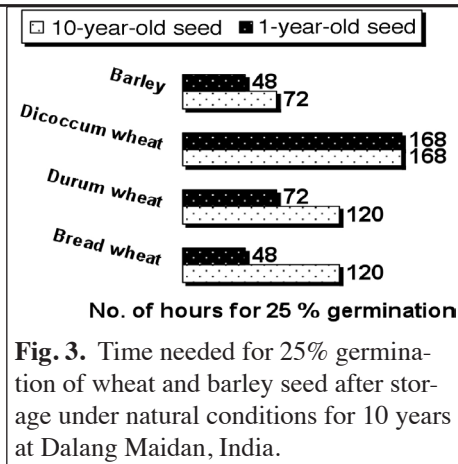 10-year-old seed 1-year-old seed
Barley
48
72
Dicoccum wheat
168
168
Durum wheat
72
120
Bread wheat
48
120
No. of hours for 25 % germination
Fig. 3. Time needed for 25% germina-
tion of wheat and barley seed after stor-
age under natural conditions for 10 years
at Dalang Maidan, India.